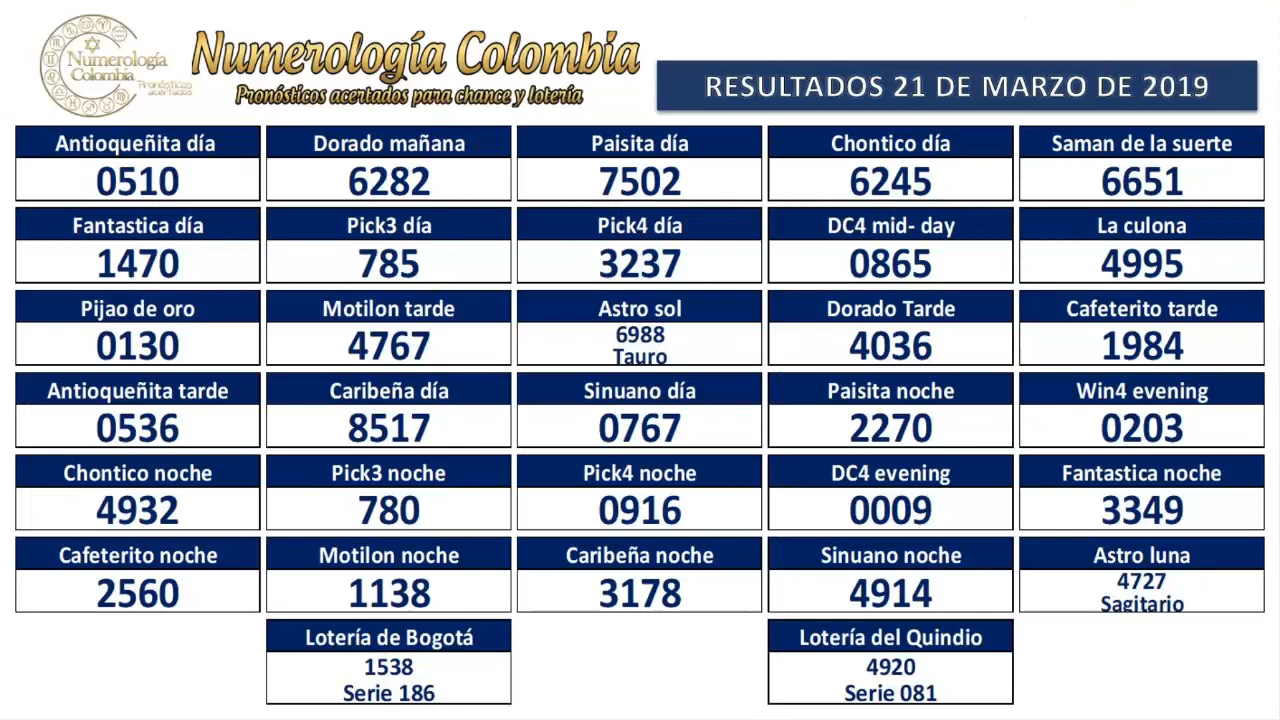 Numerología
Colombia
Pronósticos
acertados
Numerología Colombia
Pronósticos acertados para chance y lotería
RESULTADOS 21 DE MARZO DE 2019
Antioqueñita día Dorado mañana Paisita día Chontico día Saman de la suerte
0510 6282 7502 6245 6651
Fantastica día Pick3 día Pick4 día DC4 mid- day La culona
1470 785 3237 0865 4995
Pijao de oro Motilon tarde Astro sol Dorado Tarde Cafeterito tarde
0130 4767 6988 4036 1984
Tauro
Antioqueñita tarde Caribeña día Sinuano día Paisita noche Win4 evening
0536 8517 0767 2270 0203
Chontico noche Pick3 noche Pick4 noche DC4 evening Fantastica noche
4932 780 0916 0009 3349
Cafeterito noche Motilon noche Caribeña noche Sinuano noche Astro luna
2560 1138 3178 4914 4727
Sagitario
Lotería de Bogotá Lotería del Quindio
1538 4920
Serie 186 Serie 081